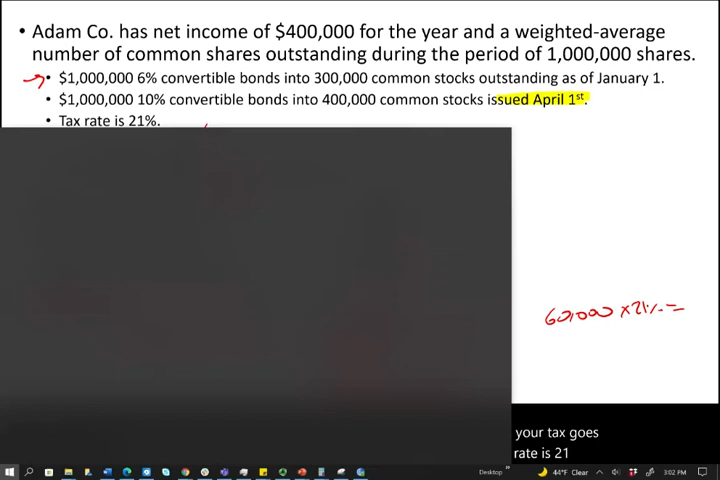 • Adam Co. has net income of $400,000 for the year and a weighted-average
number of common shares outstanding during the period of 1,000,000 shares.
• $1,000,000 6% convertible bonds into 300,000 common stocks outstanding as of January 1.
• $1,000,000 10% convertible bonds into 400,000 common stocks issued April 1st.
• Tax rate is 21%.
60,000 x 21% =
your tax goes
rate is 21
Desktop
44°F Clear
3:02 PM